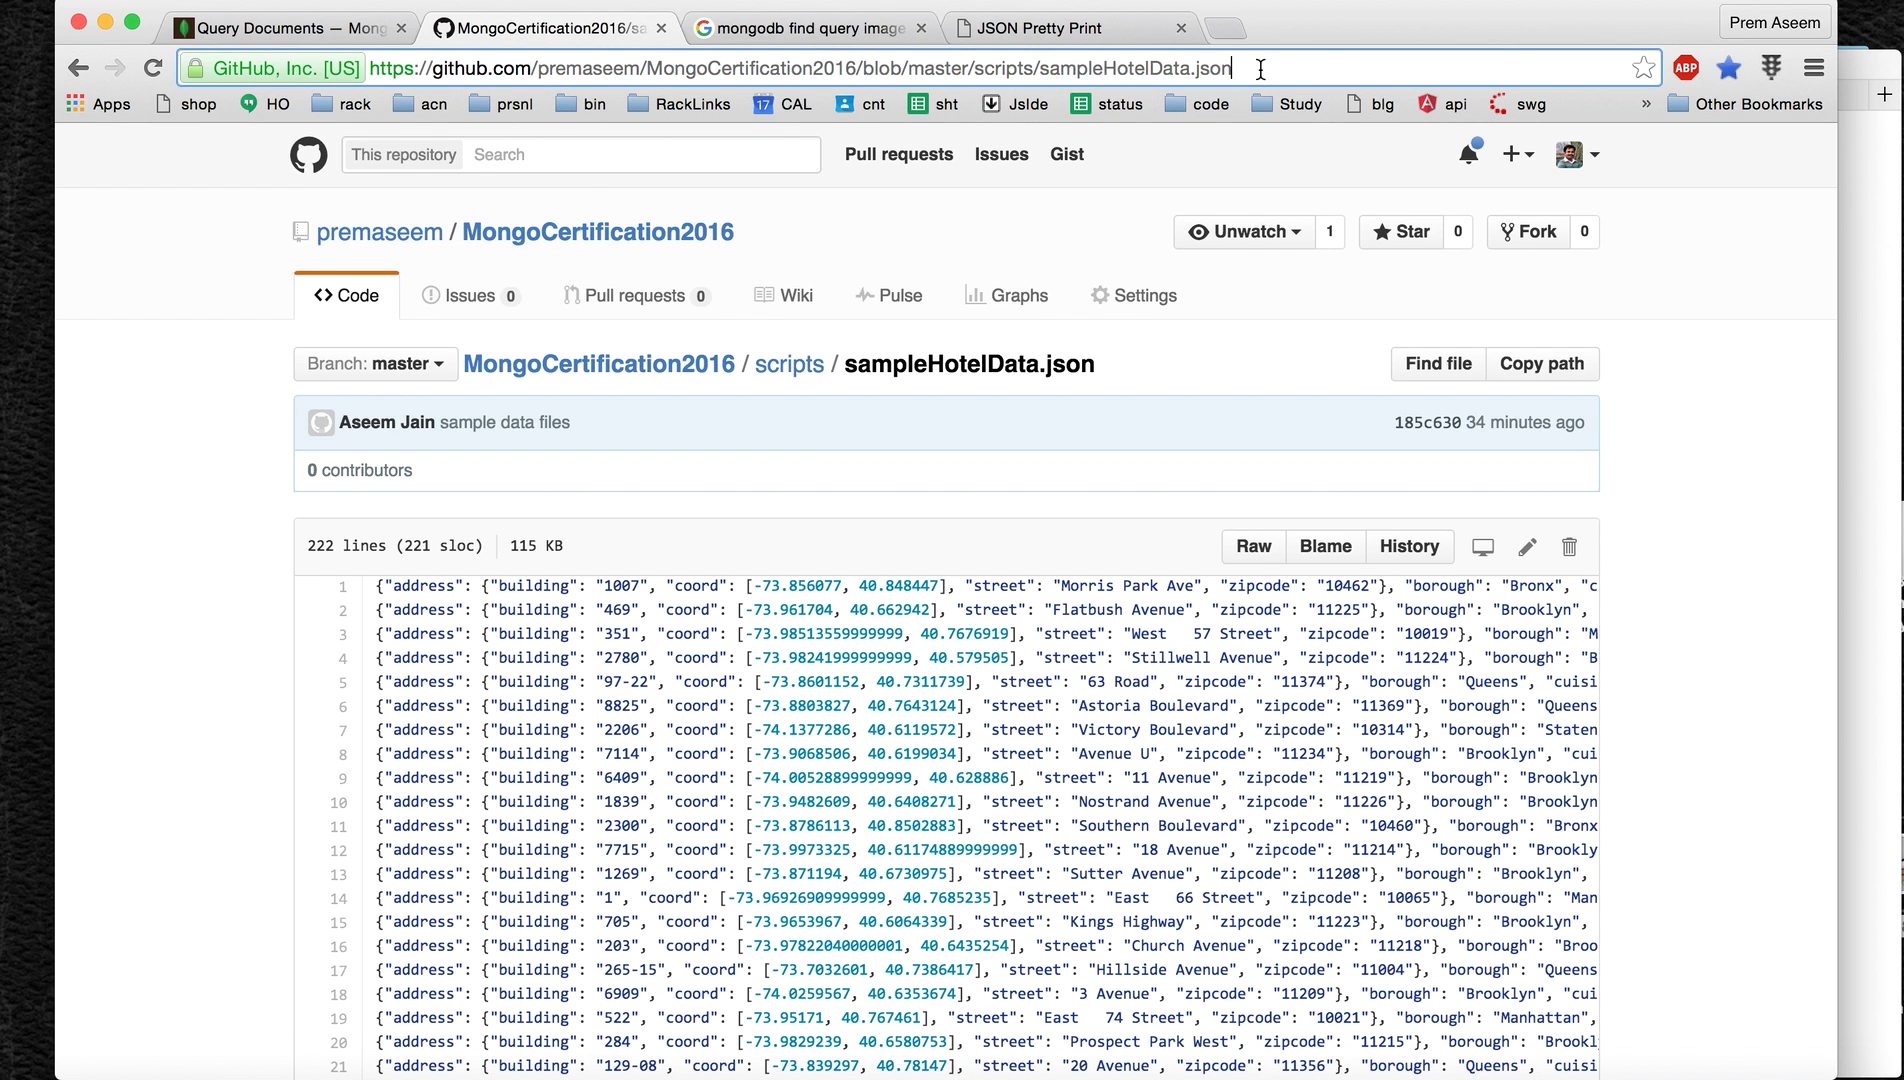 Query Documents — Mong
MongoCertification2016/sa
mongodb find query image
JSON Pretty Print
Prem Aseem
GitHub, Inc. [US] https://github.com/premaseem/MongoCertification2016/blob/master/scripts/sampleHotelData.json
ABP
Apps shop HO rack acn prsnl bin RackLinks 17 CAL cnt sht JsIde status code Study blg api swg » Other Bookmarks
This repository Search Pull requests Issues Gist
premaseem / MongoCertification2016
Unwatch 1 Star 0 Fork 0
Code Issues 0 Pull requests 0 Wiki Pulse Graphs Settings
Branch: master MongoCertification2016 / scripts / sampleHotelData.json Find file Copy path
Aseem Jain sample data files 185c630 34 minutes ago
0 contributors
222 lines (221 sloc) 115 KB Raw Blame History
1 {"address": {"building": "1007", "coord": [-73.856077, 40.848447], "street": "Morris Park Ave", "zipcode": "10462"}, "borough": "Bronx", "c
2 {"address": {"building": "469", "coord": [-73.961704, 40.662942], "street": "Flatbush Avenue", "zipcode": "11225"}, "borough": "Brooklyn",
3 {"address": {"building": "351", "coord": [-73.98513559999999, 40.7676919], "street": "West   57 Street", "zipcode": "10019"}, "borough": "M
4 {"address": {"building": "2780", "coord": [-73.98241999999999, 40.579505], "street": "Stillwell Avenue", "zipcode": "11224"}, "borough": "B
5 {"address": {"building": "97-22", "coord": [-73.8601152, 40.7311739], "street": "63 Road", "zipcode": "11374"}, "borough": "Queens", "cuisi
6 {"address": {"building": "8825", "coord": [-73.8803827, 40.7643124], "street": "Astoria Boulevard", "zipcode": "11369"}, "borough": "Queens
7 {"address": {"building": "2206", "coord": [-74.1377286, 40.6119572], "street": "Victory Boulevard", "zipcode": "10314"}, "borough": "Staten
8 {"address": {"building": "7114", "coord": [-73.9068506, 40.6199034], "street": "Avenue U", "zipcode": "11234"}, "borough": "Brooklyn", "cui
9 {"address": {"building": "6409", "coord": [-74.00528899999999, 40.628886], "street": "11 Avenue", "zipcode": "11219"}, "borough": "Brooklyn
10 {"address": {"building": "1839", "coord": [-73.9482609, 40.6408271], "street": "Nostrand Avenue", "zipcode": "11226"}, "borough": "Brooklyn
11 {"address": {"building": "2300", "coord": [-73.8786113, 40.8502883], "street": "Southern Boulevard", "zipcode": "10460"}, "borough": "Bronx
12 {"address": {"building": "7715", "coord": [-73.9973325, 40.61174889999999], "street": "18 Avenue", "zipcode": "11214"}, "borough": "Brookly
13 {"address": {"building": "1269", "coord": [-73.871194, 40.6730975], "street": "Sutter Avenue", "zipcode": "11208"}, "borough": "Brooklyn",
14 {"address": {"building": "1", "coord": [-73.96926909999999, 40.7685235], "street": "East   66 Street", "zipcode": "10065"}, "borough": "Man
15 {"address": {"building": "705", "coord": [-73.9653967, 40.6064339], "street": "Kings Highway", "zipcode": "11223"}, "borough": "Brooklyn",
16 {"address": {"building": "203", "coord": [-73.97822040000001, 40.6435254], "street": "Church Avenue", "zipcode": "11218"}, "borough": "Broo
17 {"address": {"building": "265-15", "coord": [-73.7032601, 40.7386417], "street": "Hillside Avenue", "zipcode": "11004"}, "borough": "Queens
18 {"address": {"building": "6909", "coord": [-74.0259567, 40.6353674], "street": "3 Avenue", "zipcode": "11209"}, "borough": "Brooklyn", "cui
19 {"address": {"building": "522", "coord": [-73.95171, 40.767461], "street": "East   74 Street", "zipcode": "10021"}, "borough": "Manhattan",
20 {"address": {"building": "284", "coord": [-73.9829239, 40.6580753], "street": "Prospect Park West", "zipcode": "11215"}, "borough": "Brookl
21 {"address": {"building": "129-08", "coord": [-73.839297, 40.78147], "street": "20 Avenue", "zipcode": "11356"}, "borough": "Queens", "cuisi